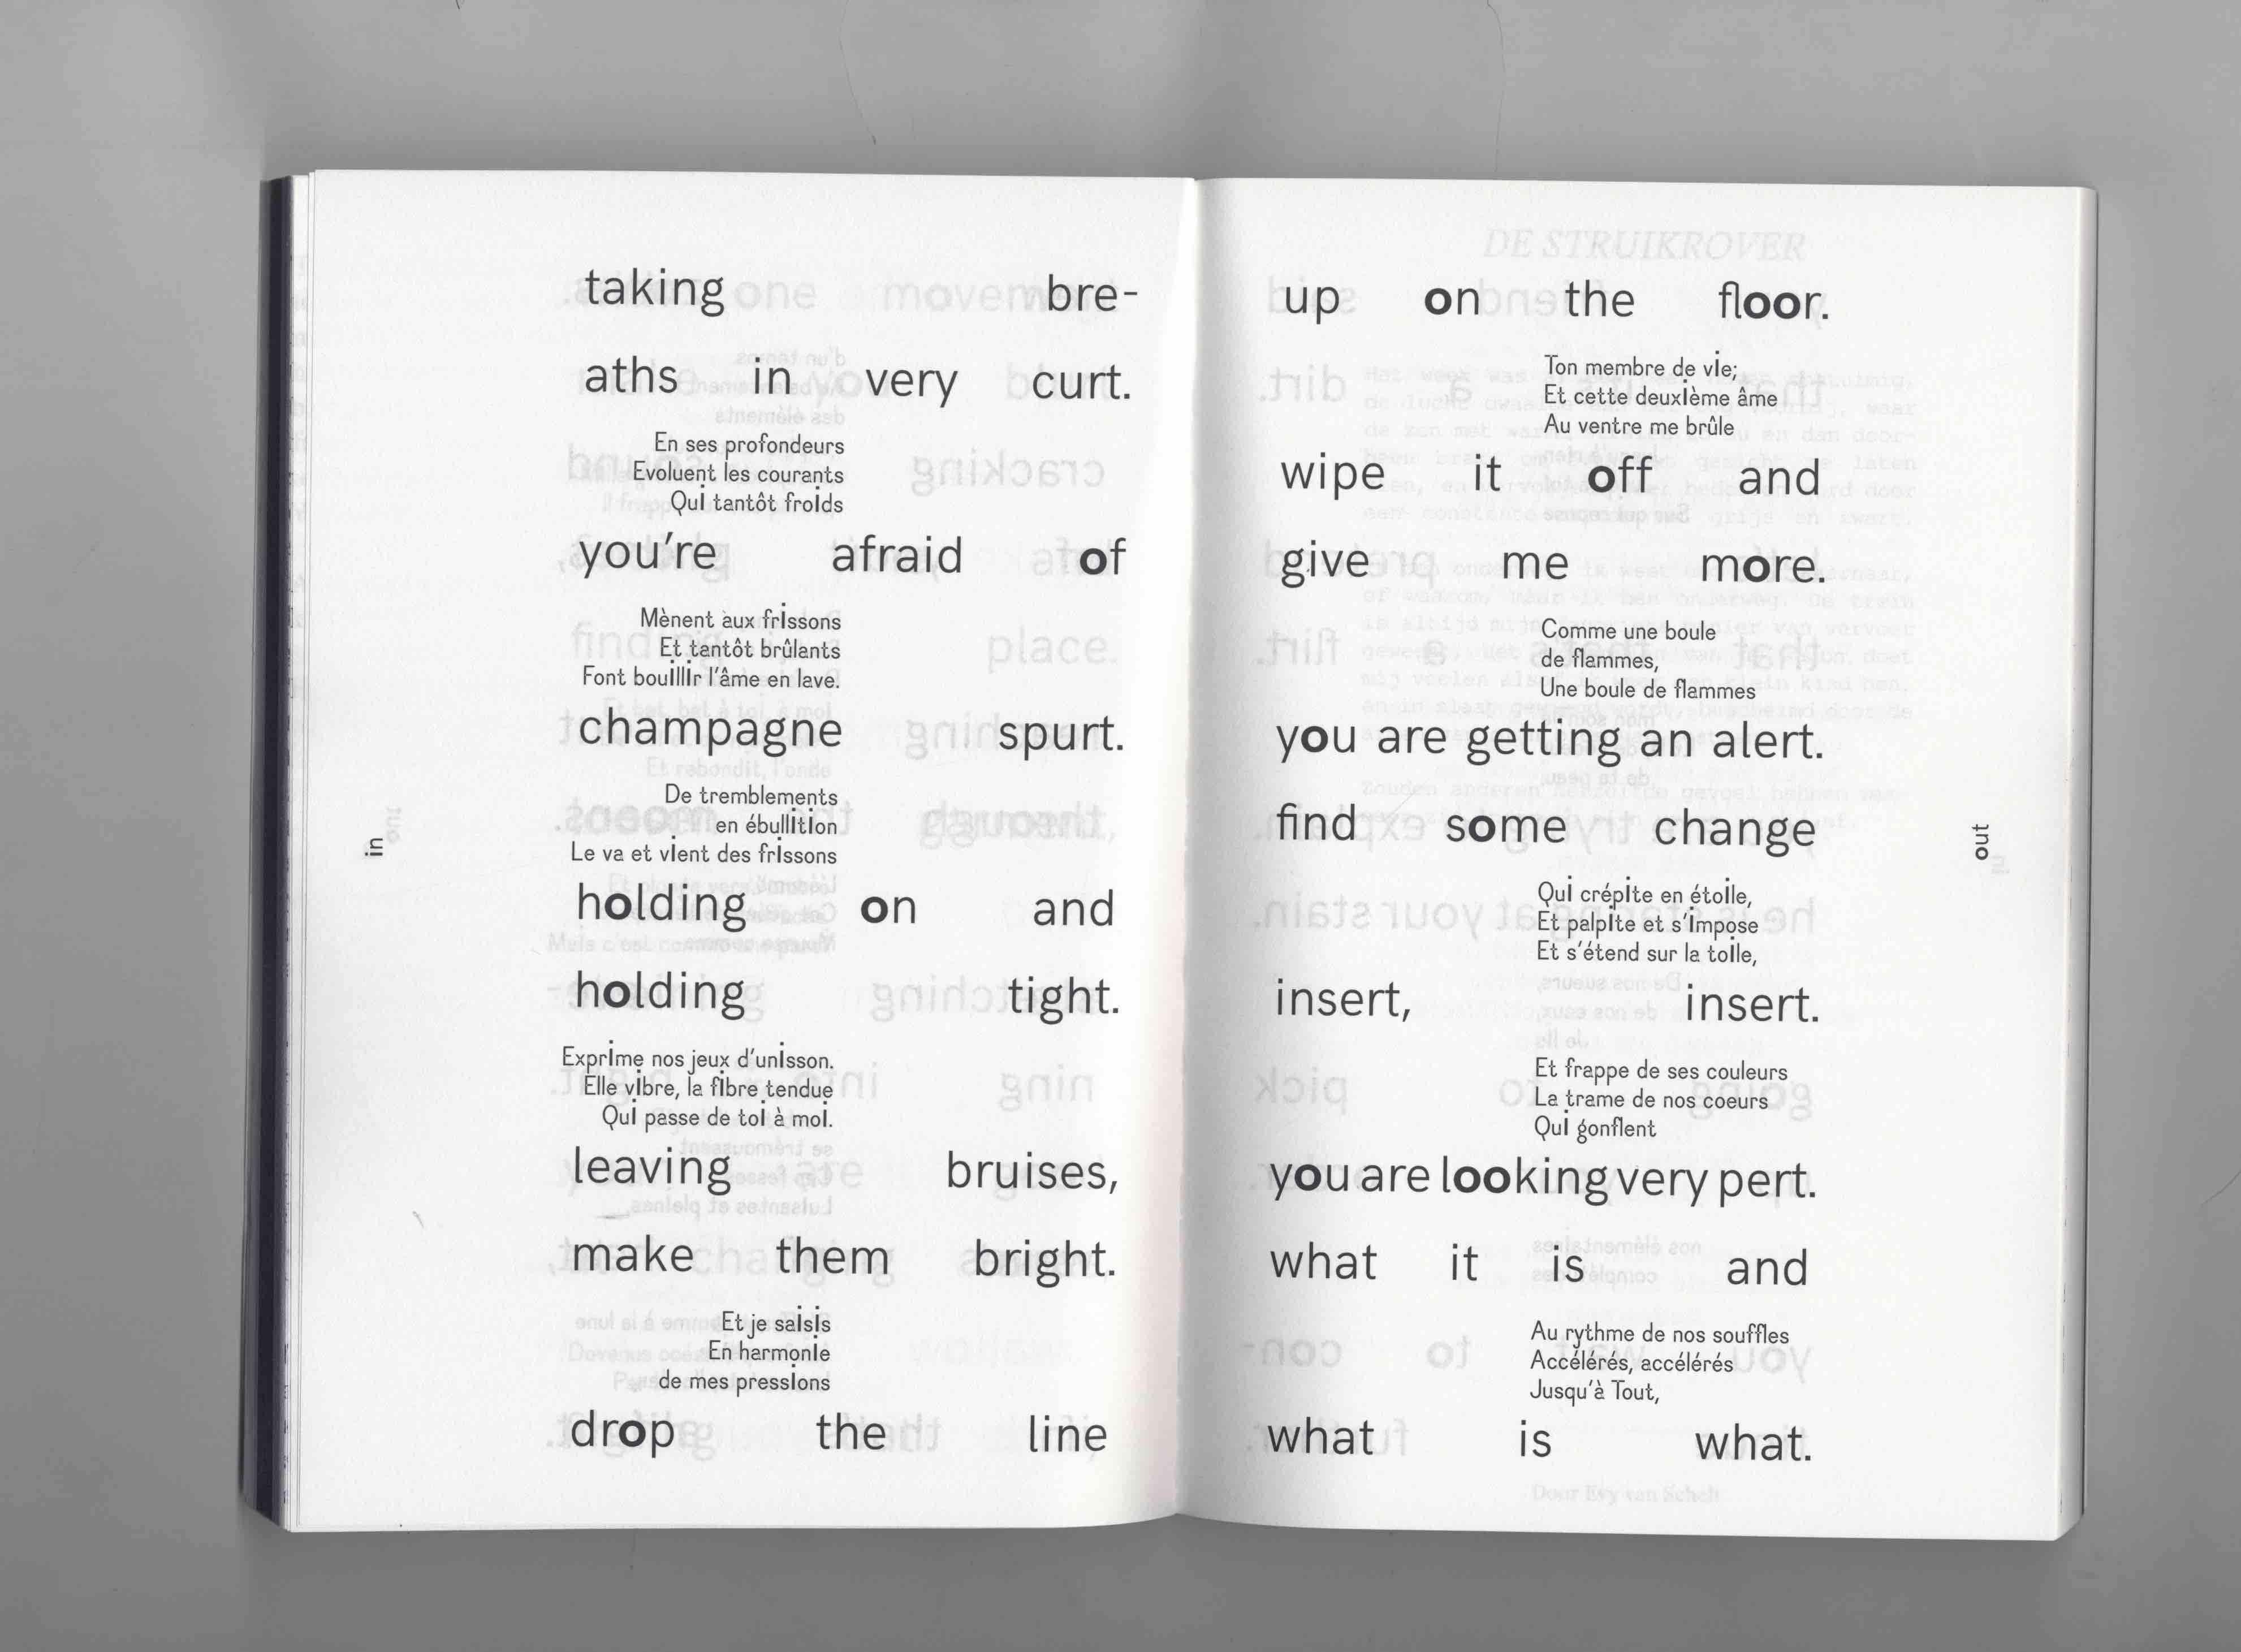 taking bre-
aths in very curt.
En ses profondeurs
Evoluent les courants
Qui tantôt froids
you're afraid of
Mènent aux frissons
Et tantôt brûlants
Font bouillir l'âme en lave.
champagne spurt.
De tremblements
en ébullition
Le va et vient des frissons
holding on and
holding tight.
Exprime nos jeux d'unisson.
Elle vibre, la fibre tendue
Qui passe de toi à moi.
leaving bruises,
make them bright.
Et je saisis
En harmonie
de mes pressions
drop the line
in
DE STRUIKROVER
up on the floor.
Ton membre de vie;
Et cette deuxième âme
Au ventre me brûle
wipe it off and
give me more.
Comme une boule
de flammes,
Une boule de flammes
you are getting an alert.
find some change
Qui crépite en étoile,
Et palpite et s'impose
Et s'étend sur la toile,
insert, insert.
Et frappe de ses couleurs
La trame de nos coeurs
Qui gonflent
you are looking very pert.
what it is and
Au rythme de nos souffles
Accélérés, accélérés
Jusqu'à Tout,
what is what.
Door Evy van Schelt
out